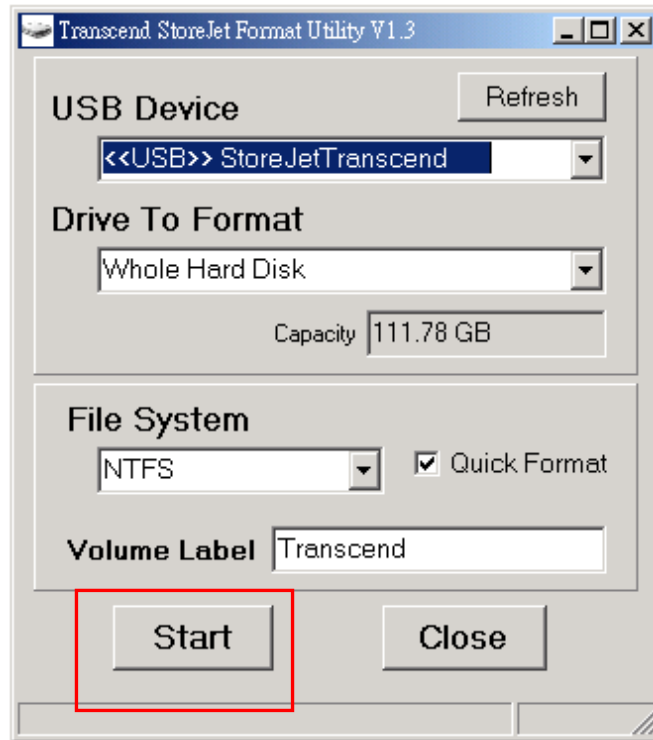 Transcend StoreJet Format Utility V1.3
Refresh
USB Device
<<USB>> StoreJetTranscend
Drive To Format
Whole Hard Disk
Capacity 111.78 GB
File System
NTFS
Quick Format
Volume Label Transcend
Start Close